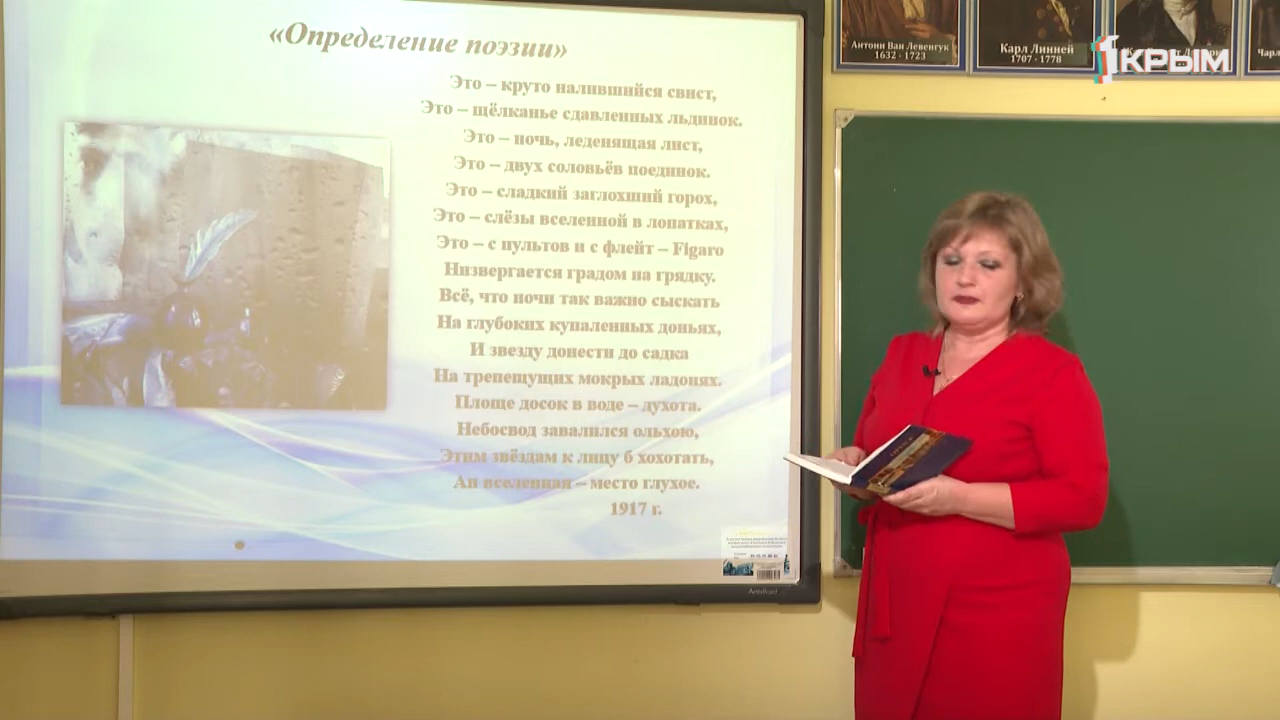 «Определение поэзии»
Это – круто налившийся свист,
Это – щёлканье сдавленных льдинок.
Это – ночь, леденящая лист,
Это – двух соловьёв поединок.
Это – сладкий заглохший горох,
Это – слёзы вселенной в лопатках,
Это – с пультов и с флейт – Figaro
Низвергается градом на грядку.
Всё, что ночи так важно сыскать
На глубоких купаленных доньях,
И звезду донести до садка
На трепещущих мокрых ладонях.
Площе досок в воде – духота.
Небосвод завалился ольхою,
Этим звёздам к лицу б хохотать,
Ан вселенная – место глухое.
1917 г.
Антони Ван Левенгук
1632 - 1723
Карл Линней
1707 - 1778
1 КРЫМ